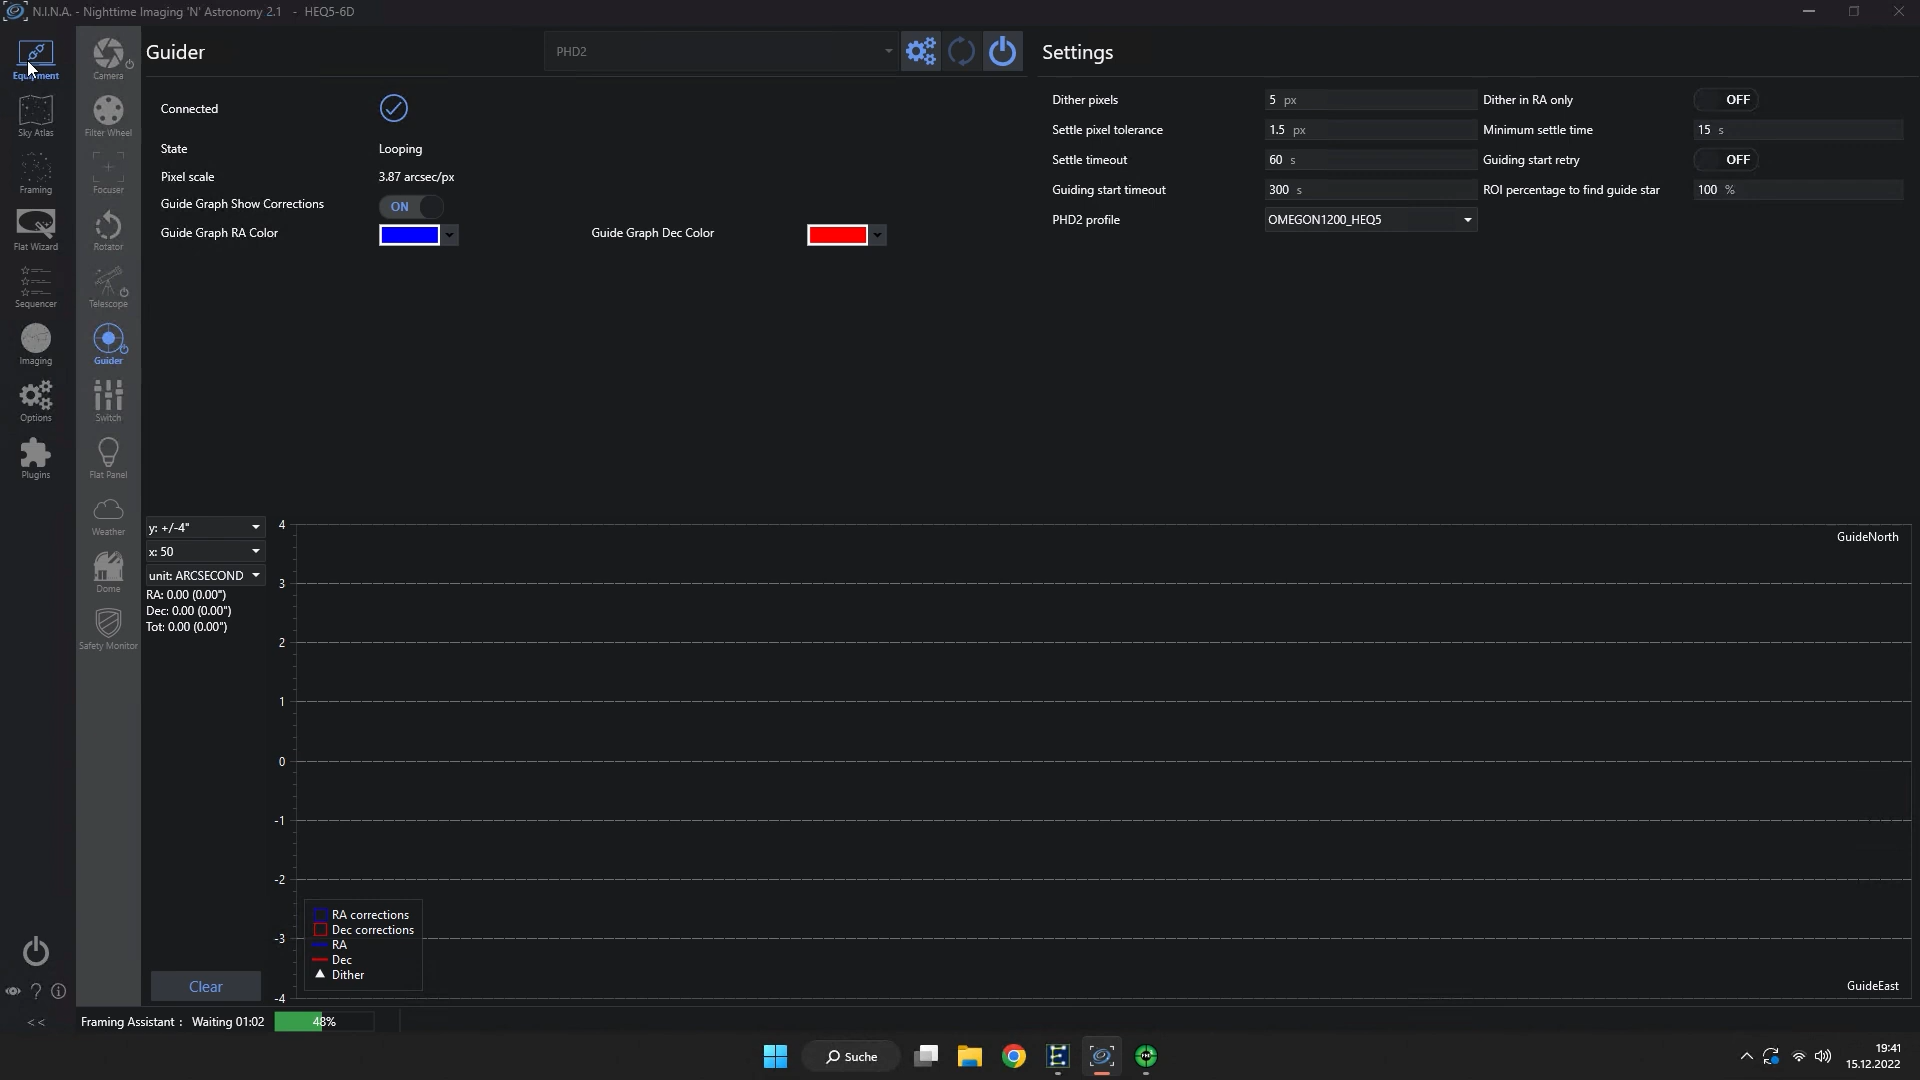 N.I.N.A. - Nighttime Imaging 'N' Astronomy 2.1 - HEQ5-6D
Equipment
Sky Atlas
Framing
Flat Wizard
Sequencer
Imaging
Options
Plugins
<<
Camera
Filter Wheel
Focuser
Rotator
Telescope
Guider
Switch
Flat Panel
Weather
Dome
Safety Monitor
Guider
PHD2
Connected
State Looping
Pixel scale 3.87 arcsec/px
Guide Graph Show Corrections ON
Guide Graph RA Color Guide Graph Dec Color
Settings
Dither pixels 5 px Dither in RA only OFF
Settle pixel tolerance 1.5 px Minimum settle time 15 s
Settle timeout 60 s Guiding start retry OFF
Guiding start timeout 300 s ROI percentage to find guide star 100 %
PHD2 profile OMEGON1200_HEQ5
y: +/-4"
x: 50
unit: ARCSECOND
RA: 0.00 (0.00")
Dec: 0.00 (0.00")
Tot: 0.00 (0.00")
Clear
4
3
2
1
0
-1
-2
-3
-4
GuideNorth
GuideEast
RA corrections
Dec corrections
RA
Dec
Dither
Framing Assistant : Waiting 01:02 48%
Suche
19:41
15.12.2022